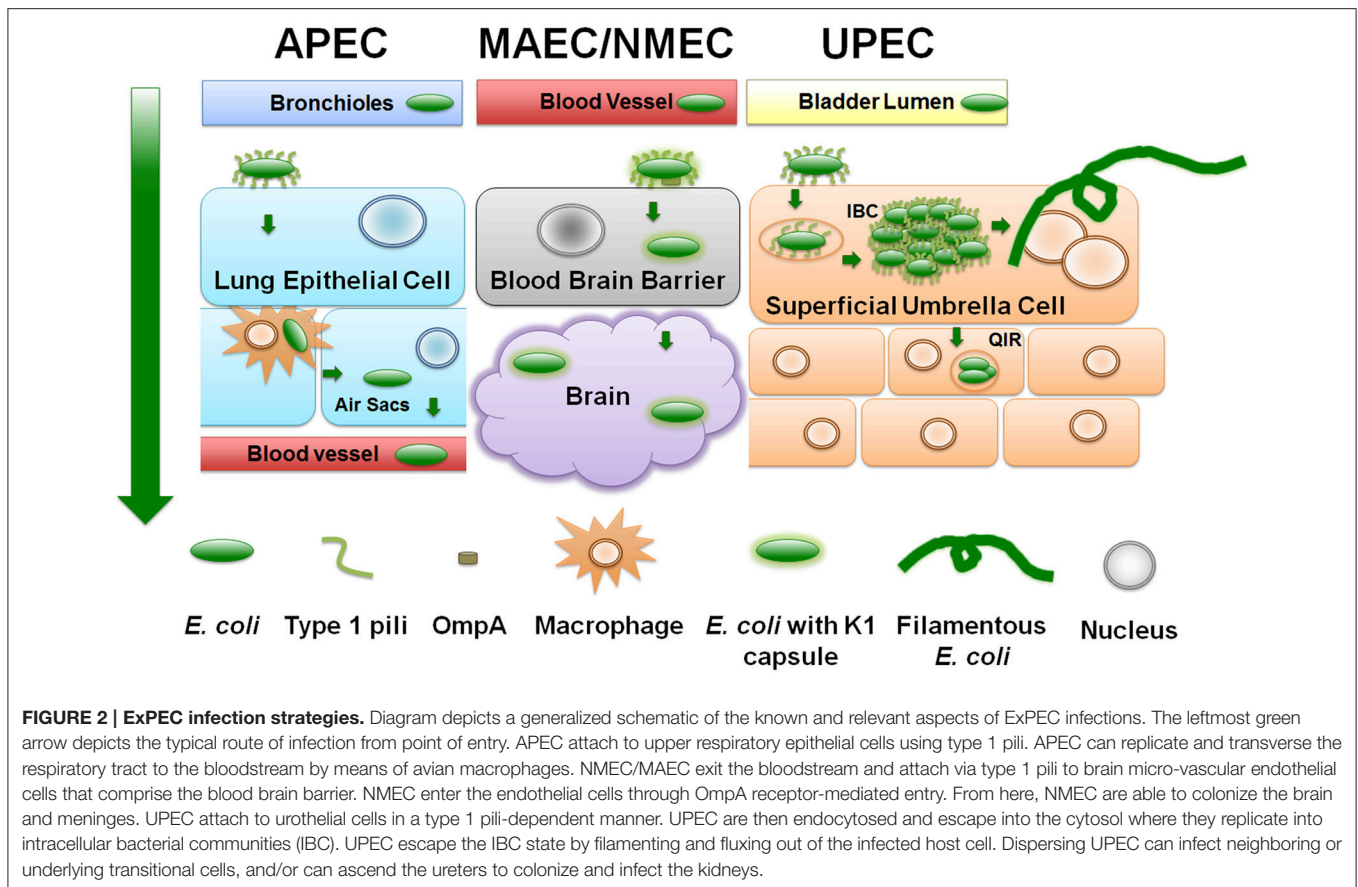 APEC MAEC/NMEC UPEC
Bronchioles Blood Vessel Bladder Lumen
IBC
Lung Epithelial Cell Blood Brain Barrier Superficial Umbrella Cell
QIR
Brain
Air Sacs
Blood vessel
E. coli Type 1 pili OmpA Macrophage E. coli with K1 capsule Filamentous E. coli Nucleus
FIGURE 2 | ExPEC infection strategies. Diagram depicts a generalized schematic of the known and relevant aspects of ExPEC infections. The leftmost green
arrow depicts the typical route of infection from point of entry. APEC attach to upper respiratory epithelial cells using type 1 pili. APEC can replicate and transverse the
respiratory tract to the bloodstream by means of avian macrophages. NMEC/MAEC exit the bloodstream and attach via type 1 pili to brain micro-vascular endothelial
cells that comprise the blood brain barrier. NMEC enter the endothelial cells through OmpA receptor-mediated entry. From here, NMEC are able to colonize the brain
and meninges. UPEC attach to urothelial cells in a type 1 pili-dependent manner. UPEC are then endocytosed and escape into the cytosol where they replicate into
intracellular bacterial communities (IBC). UPEC escape the IBC state by filamenting and fluxing out of the infected host cell. Dispersing UPEC can infect neighboring or
underlying transitional cells, and/or can ascend the ureters to colonize and infect the kidneys.